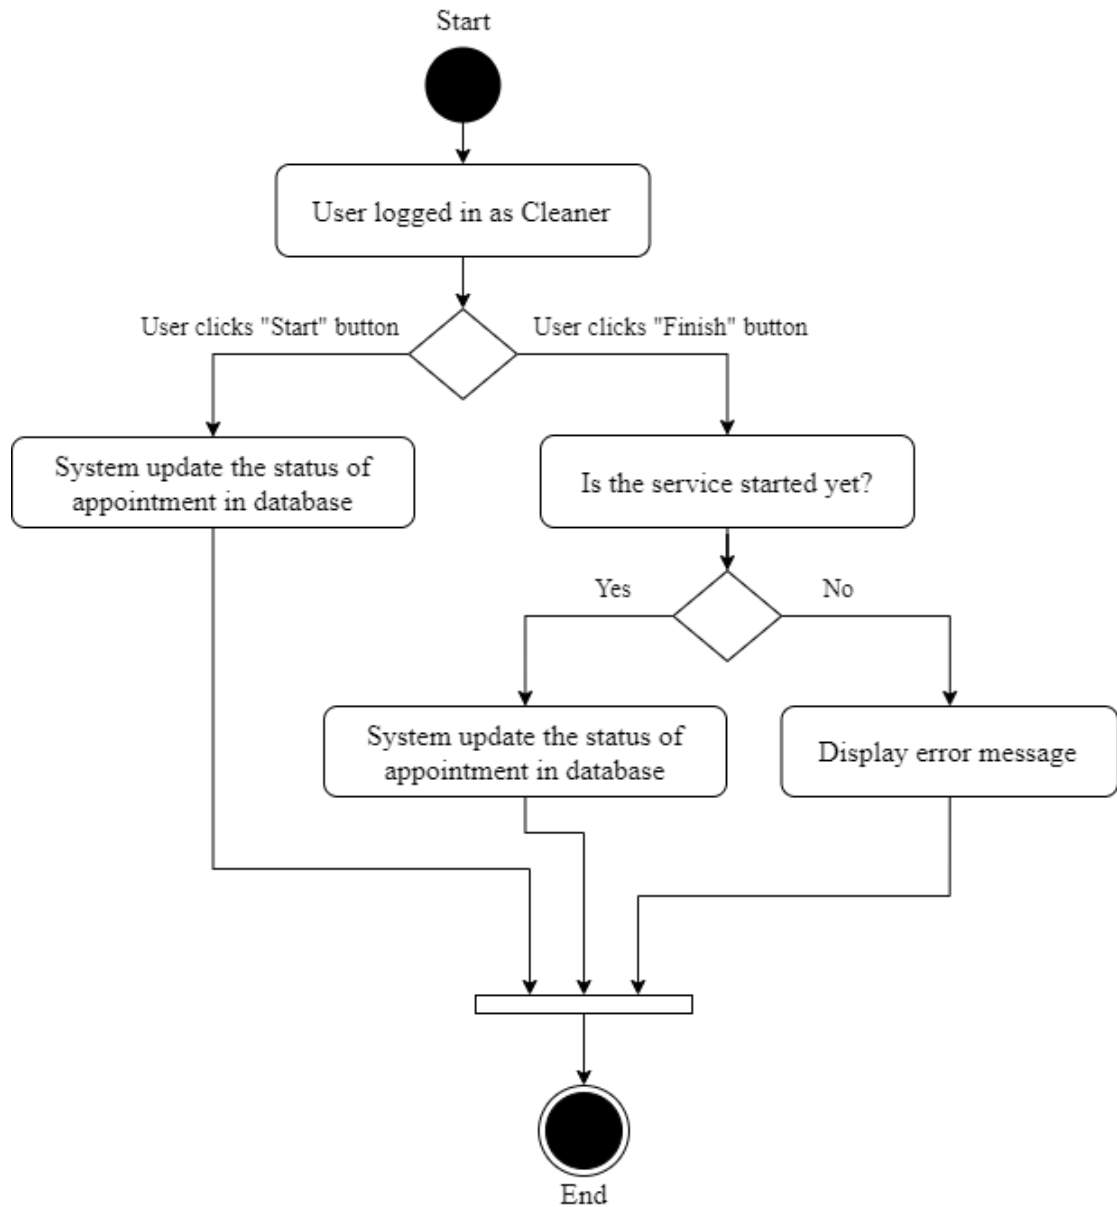 Start
User logged in as Cleaner
User clicks "Start" button
User clicks "Finish" button
System update the status of
appointment in database
Is the service started yet?
Yes
No
System update the status of
appointment in database
Display error message
End